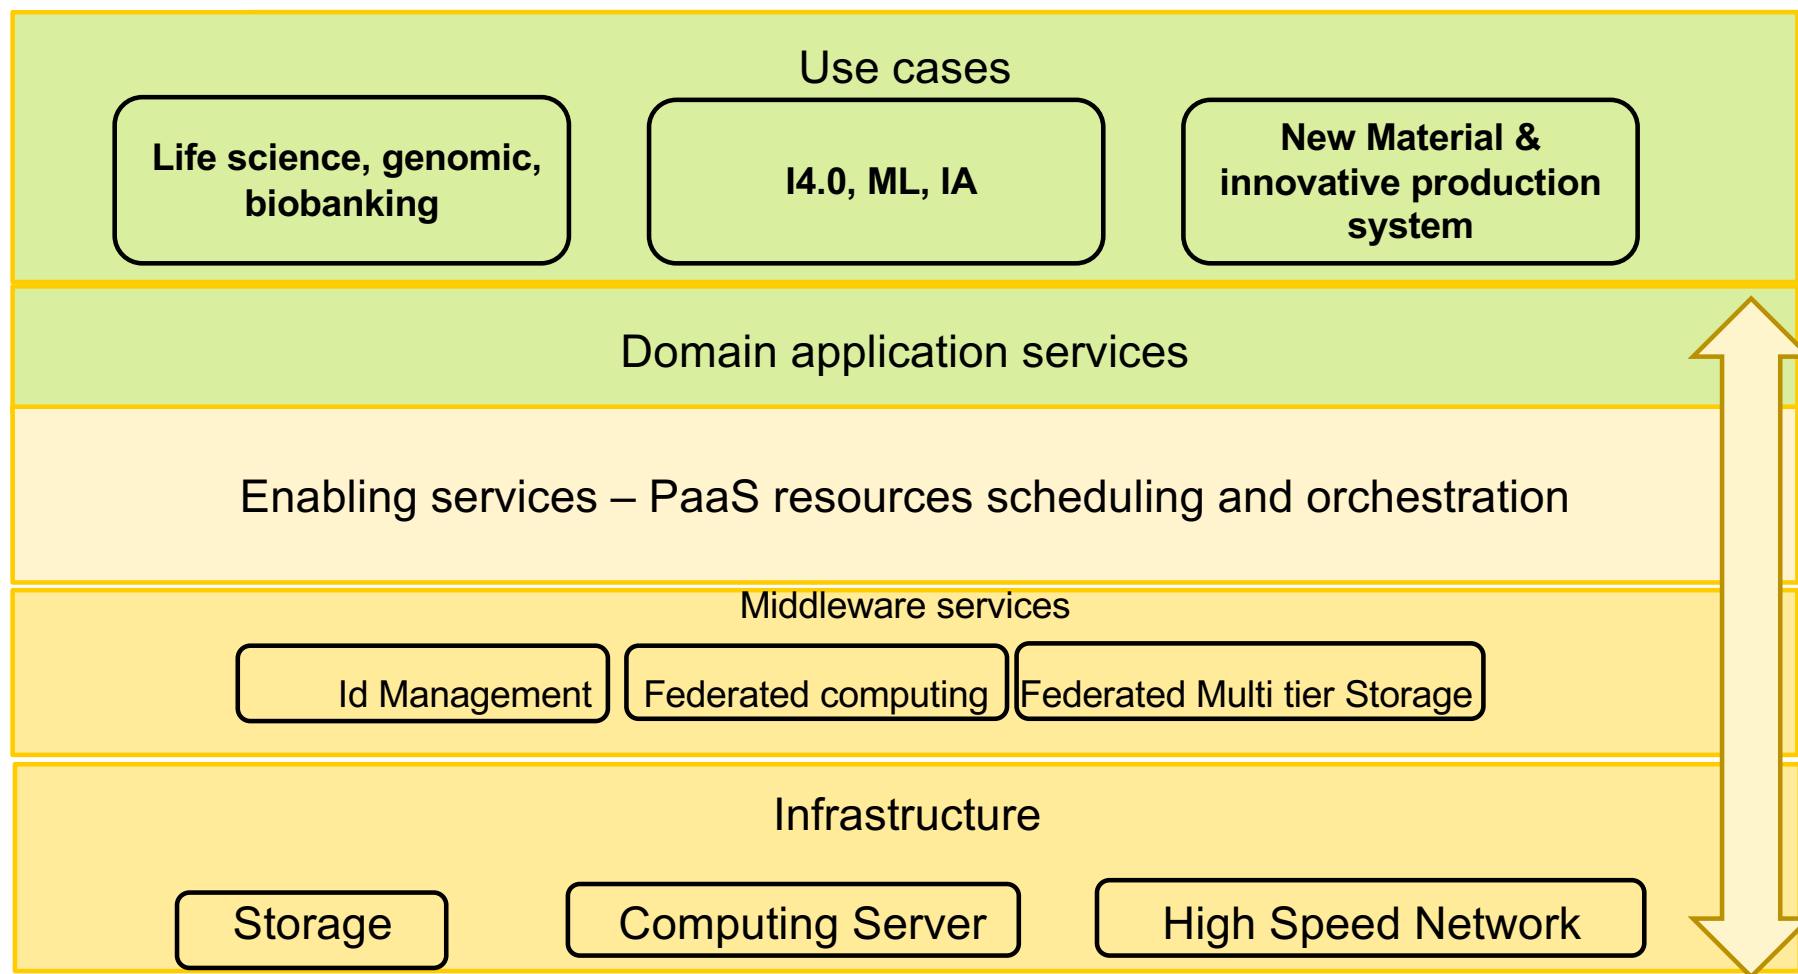 Use cases
Life science, genomic,
biobanking
I4.0, ML, IA
New Material &
innovative production
system
Domain application services
Enabling services – PaaS resources scheduling and orchestration
Middleware services
Id Management
Federated computing
Federated Multi tier Storage
Infrastructure
Storage
Computing Server
High Speed Network